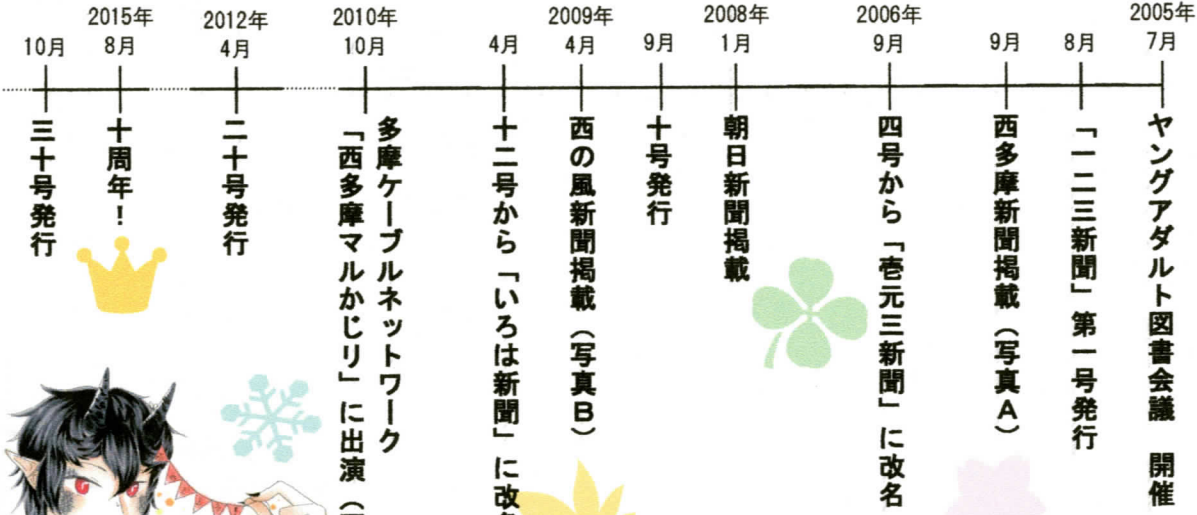 2005年
7月
ヤングアダルト図書会議　開催
8月
「一二三新聞」第一号発行
9月
西多摩新聞掲載（写真A）
2006年
9月
四号から「壱元三新聞」に改名
2008年
1月
朝日新聞掲載
9月
十号発行
2009年
4月
西の風新聞掲載（写真B）
4月
十二号から「いろは新聞」に改名
2010年
10月
多摩ケーブルネットワーク
「西多摩マルかじり」に出演（
2012年
4月
二十号発行
2015年
8月
十周年！
10月
三十号発行